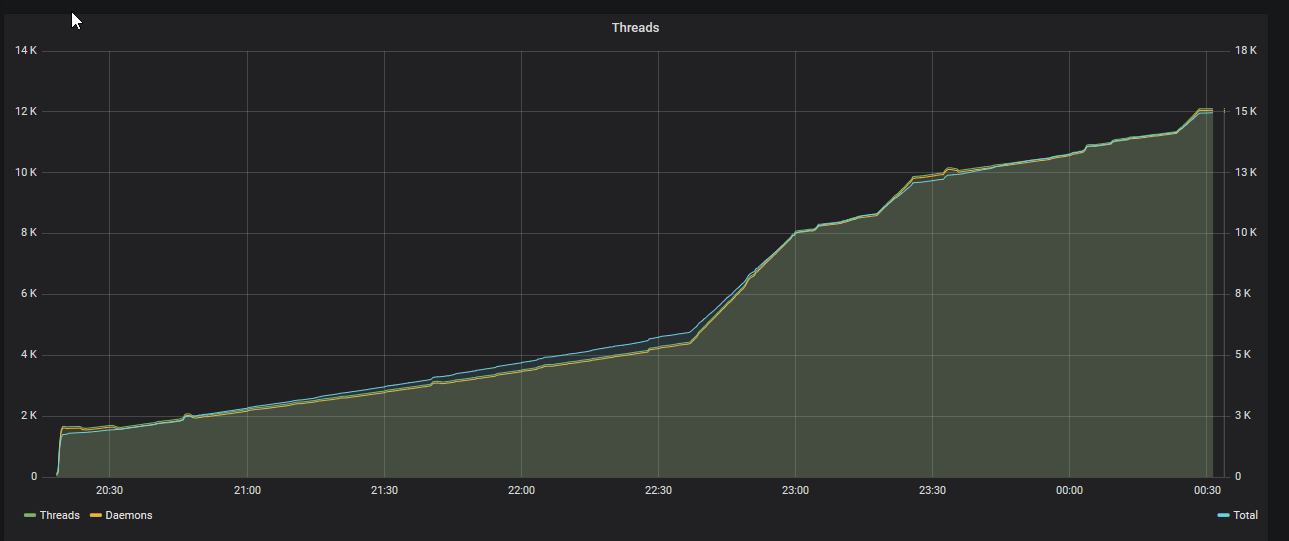 Threads
14 K 18 K
12 K 15 K
10 K 13 K
8 K 10 K
6 K 8 K
4 K 5 K
2 K 3 K
0 0
20:30 21:00 21:30 22:00 22:30 23:00 23:30 00:00 00:30
Threads Daemons Total